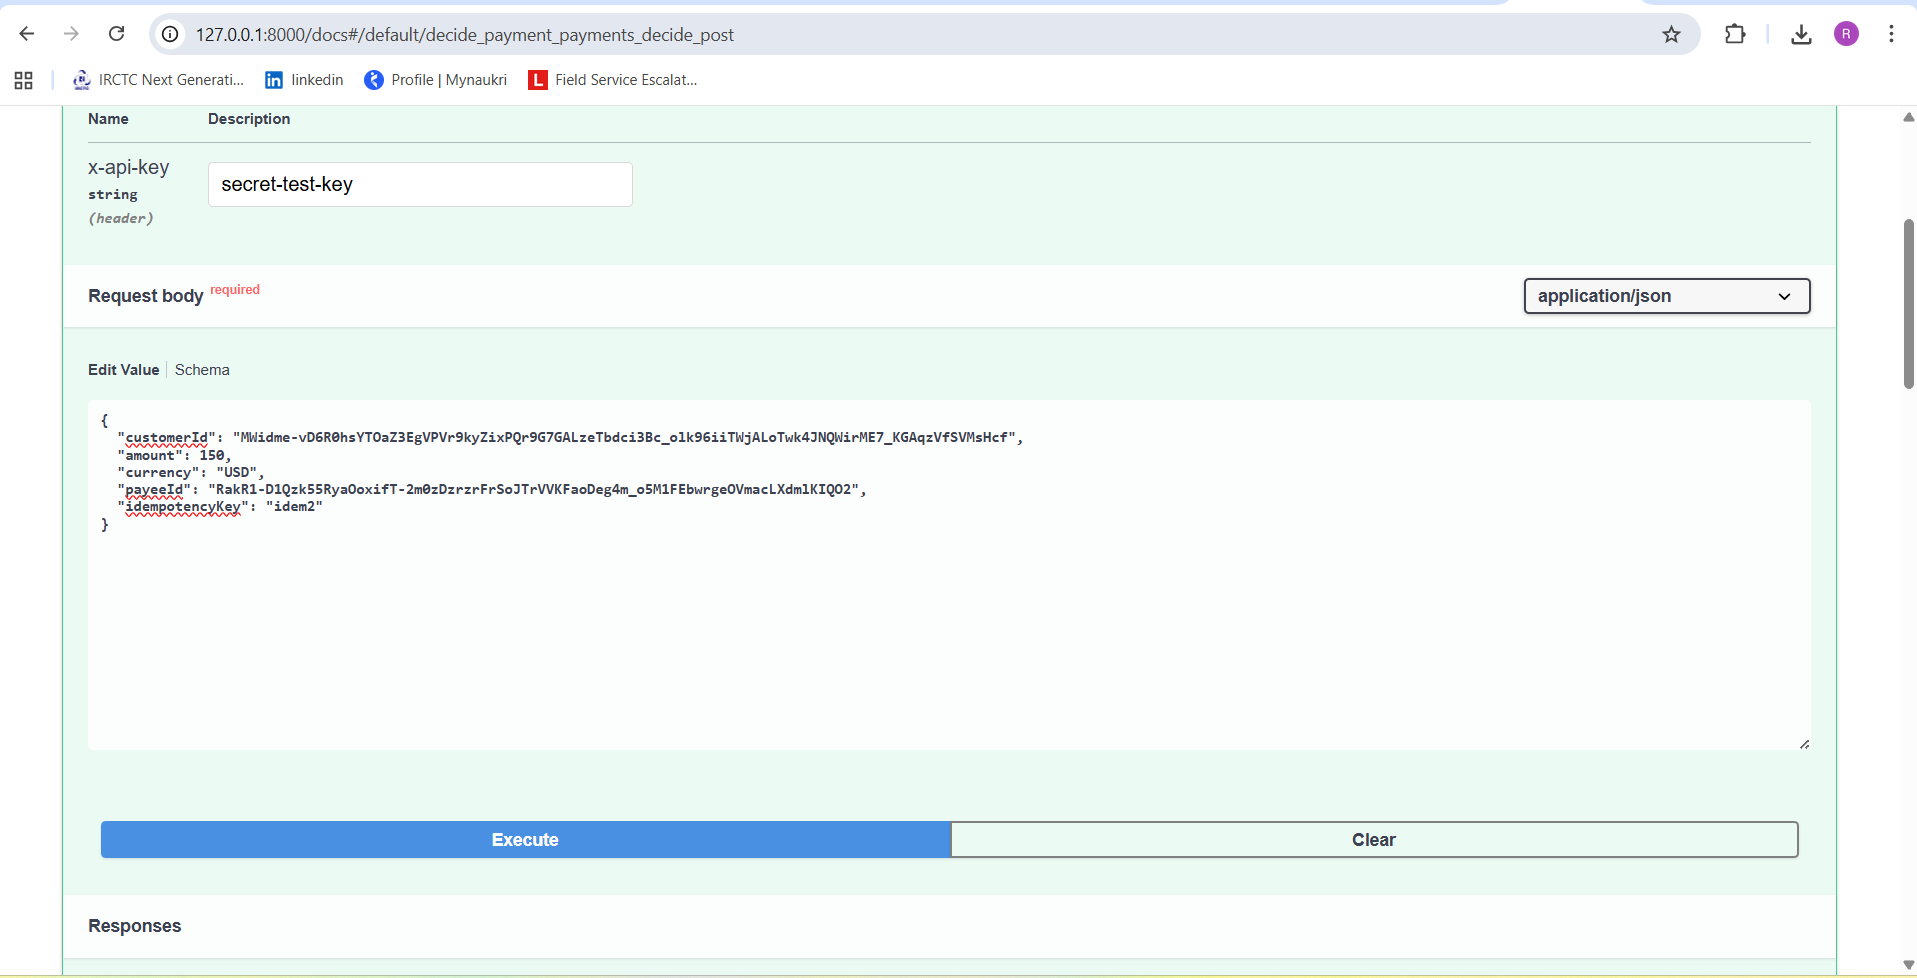 127.0.0.1:8000/docs#/default/decide_payment_payments_decide_post
R
IRCTC Next Generati...
linkedin
Profile | Mynaukri
L Field Service Escalat...
Name Description
x-api-key
string
(header)
secret-test-key
Request body required
application/json
Edit Value Schema
{
"customerId": "MWidme-vD6R0hsYTOaZ3EgVPVr9kyZixPQr9G7GALzeTbdci3Bc_olk96iiTWjALoTwk4JNQWirME7_KGAqzVfSVMsHcf",
"amount": 150,
"currency": "USD",
"payeeId": "RakR1-D1Qzk55RyaOoxifT-2m0zDzrzrFrSoJTrVVKFaoDeg4m_o5M1FEbwrgeOVmacLXdmlKIQO2",
"idempotencyKey": "idem2"
}
Execute
Clear
Responses